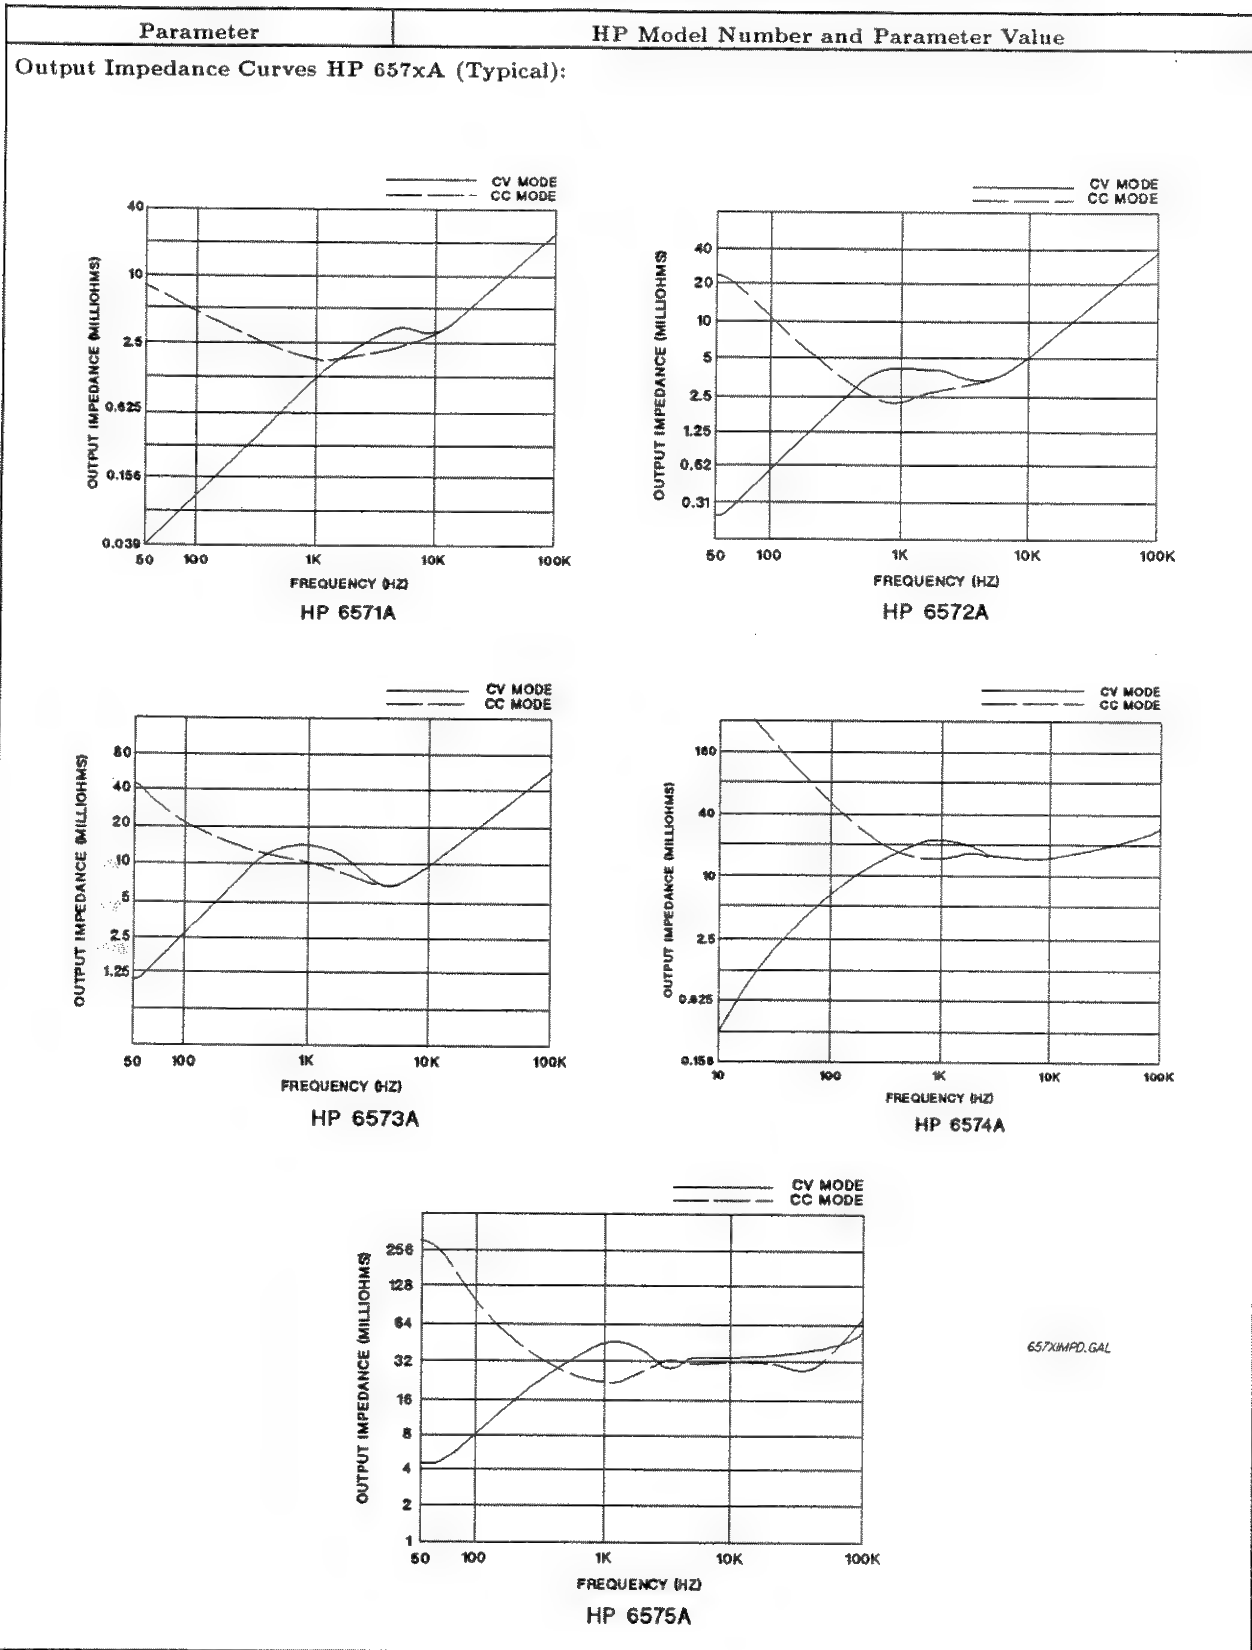 Parameter
HP Model Number and Parameter Value
Output Impedance Curves HP 657xA (Typical):
CV MODE
CC MODE
OUTPUT IMPEDANCE (MILLIOHMS)
40
10
2.5
0.625
0.156
0.039
50 100 1K 10K 100K
FREQUENCY (HZ)
HP 6571A
CV MODE
CC MODE
OUTPUT IMPEDANCE (MILLIOHMS)
40
20
10
5
2.5
1.25
0.62
0.31
50 100 1K 10K 100K
FREQUENCY (HZ)
HP 6572A
CV MODE
CC MODE
OUTPUT IMPEDANCE (MILLIOHMS)
80
40
20
10
5
2.5
1.25
50 100 1K 10K 100K
FREQUENCY (HZ)
HP 6573A
CV MODE
CC MODE
OUTPUT IMPEDANCE (MILLIOHMS)
160
40
10
2.5
0.625
0.156
10 100 1K 10K 100K
FREQUENCY (HZ)
HP 6574A
CV MODE
CC MODE
OUTPUT IMPEDANCE (MILLIOHMS)
256
128
64
32
16
8
4
2
1
50 100 1K 10K 100K
FREQUENCY (HZ)
HP 6575A
657XIMPD.GAL